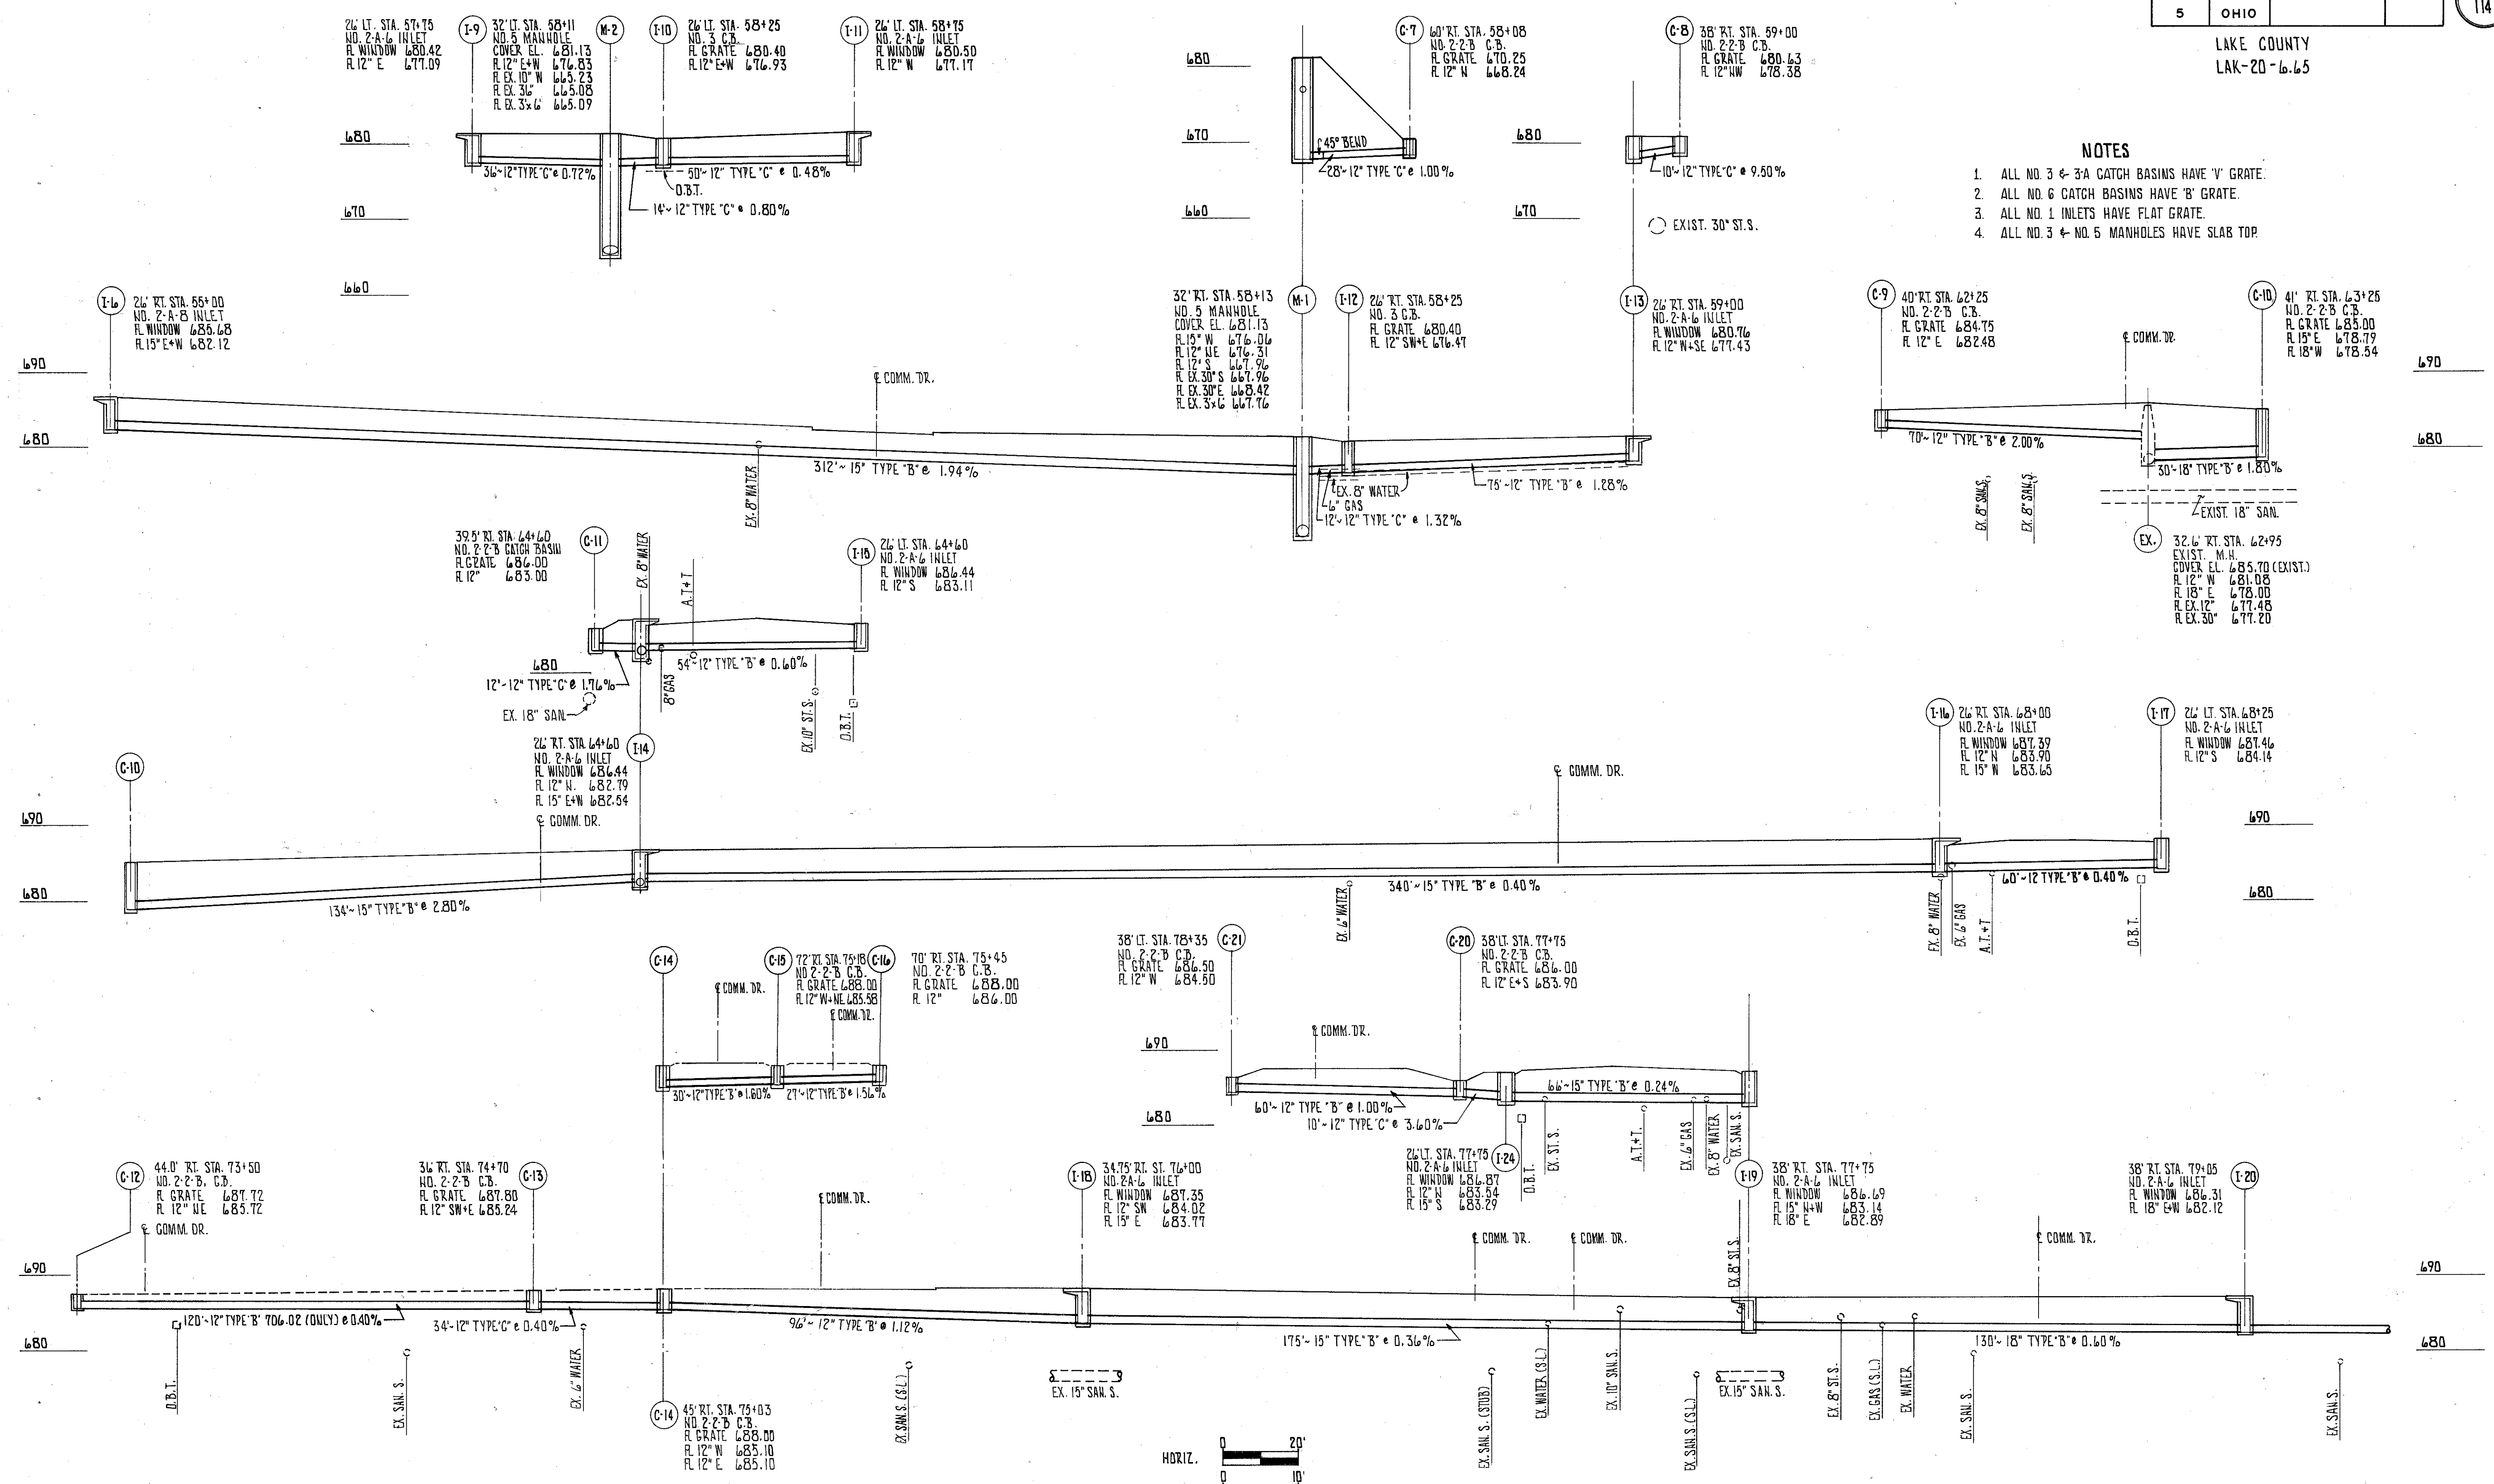 5 OHIO
114
LAKE COUNTY
LAK-20-6.65
NOTES
1. ALL NO. 3 & 3-A CATCH BASINS HAVE 'V' GRATE.
2. ALL NO. 6 CATCH BASINS HAVE 'B' GRATE.
3. ALL NO. 1 INLETS HAVE FLAT GRATE.
4. ALL NO. 3 & NO. 5 MANHOLES HAVE SLAB TOP.
26' LT. STA. 57+75
NO. 2-A-6 INLET
FL WINDOW 680.42
FL 12" E 677.09
I-9
32' LT. STA. 58+11
NO. 5 MANHOLE
COVER EL. 681.13
FL 12" E+W 676.83
FL EX. 10" W 665.23
FL EX. 36" 665.08
FL EX. 3'x6' 665.09
M-2
I-10
26' LT. STA. 58+25
NO. 3 C.B.
FL GRATE 680.40
FL 12" E+W 676.93
I-11
26' LT. STA. 58+75
NO. 2-A-6 INLET
FL WINDOW 680.50
FL 12" W 677.17
680
670
660
36'~12" TYPE "C" @ 0.72%
50'~12" TYPE "C" @ 0.48%
O.B.T.
14'~12" TYPE "C" @ 0.80%
C-7
60' RT. STA. 58+08
NO. 2-2-B C.B.
FL GRATE 670.25
FL 12" N 668.24
C-8
38' RT. STA. 59+00
NO. 2-2-B C.B.
FL GRATE 680.63
FL 12" NW 678.38
680
670
660
45° BEND
28'~12" TYPE "C" @ 1.00%
680
670
10'~12" TYPE "C" @ 9.50%
EXIST. 30" ST. S.
I-6
26' RT. STA. 55+00
NO. 2-A-8 INLET
FL WINDOW 685.68
FL 15" E+W 682.12
690
680
℄ COMM. DR.
EX. 8" WATER
312'~15" TYPE "B" @ 1.94%
32' RT. STA. 58+13
NO. 5 MANHOLE
COVER EL. 681.13
FL 15" W 676.06
FL 12" NE 676.31
FL 12" S 667.96
FL EX. 30" S 667.96
FL EX. 30" E 668.42
FL EX. 3'x6' 667.76
M-1
I-12
26' RT. STA. 58+25
NO. 3 C.B.
FL GRATE 680.40
FL 12" SW+E 676.47
I-13
26' RT. STA. 59+00
NO. 2-A-6 INLET
FL WINDOW 680.76
FL 12" W+SE 677.43
EX. 8" WATER
6" GAS
12'~12" TYPE "C" @ 1.32%
75'~12" TYPE "B" @ 1.28%
C-9
40' RT. STA. 62+25
NO. 2-2-B C.B.
FL GRATE 684.75
FL 12" E 682.48
℄ COMM. DR.
C-10
41' RT. STA. 63+25
NO. 2-2-B C.B.
FL GRATE 685.00
FL 15" E 678.79
FL 18" W 678.54
690
680
70'~12" TYPE "B" @ 2.00%
30'-18" TYPE "B" @ 1.80%
EX. 8" SAN.S.
EX. 8" SAN.S.
EXIST. 18" SAN.
EX.
32.6' RT. STA. 62+95
EXIST. M.H.
COVER EL. 685.70 (EXIST.)
FL 12" W 681.08
FL 18" E 678.00
FL EX. 12" 677.48
FL EX. 30" 677.20
39.5' RT. STA. 64+60
NO. 2-2-B CATCH BASIN
FL GRATE 686.00
FL 12" 683.00
C-11
EX. 8" WATER
A.T.+T
I-15
26' LT. STA. 64+60
NO. 2-A-6 INLET
FL WINDOW 686.44
FL 12" S 683.11
680
12'~12" TYPE "C" @ 1.76%
EX. 18" SAN.
8" GAS
54'~12" TYPE "B" @ 0.60%
EX. 10" ST. S.
O.B.T.
C-10
26' RT. STA. 64+60
NO. 2-A-6 INLET
FL WINDOW 686.44
FL 12" N. 682.79
FL 15" E+W 682.54
I-14
℄ COMM. DR.
℄ COMM. DR.
I-16
26' RT. STA. 68+00
NO. 2-A-6 INLET
FL WINDOW 687.39
FL 12" N 683.90
FL 15" W 683.65
I-17
26' LT. STA. 68+25
NO. 2-A-6 INLET
FL WINDOW 687.46
FL 12" S 684.14
690
680
134'~15" TYPE "B" @ 2.80%
EX. 6" WATER
340'~15" TYPE "B" @ 0.40%
EX. 8" WATER
EX. 6" GAS
A.T.+T
60'~12 TYPE "B" @ 0.40%
O.B.T.
690
680
C-14
℄ COMM. DR.
C-15
72' RT. STA. 75+18
NO 2-2-B C.B.
FL GRATE 688.00
FL 12" W+NE 685.58
℄ COMM. DR.
C-16
70' RT. STA. 75+45
NO. 2-2-B C.B.
FL GRATE 688.00
FL 12" 686.00
30'~12" TYPE "B" @ 1.60%
27'~12" TYPE "B" @ 1.56%
38' LT. STA. 78+35
NO. 2-2-B C.B.
FL GRATE 686.50
FL 12" W 684.50
C-21
C-20
38' LT. STA. 77+75
NO. 2-2-B C.B.
FL GRATE 686.00
FL 12" E+S 683.90
690
680
℄ COMM. DR.
60'~12" TYPE "B" @ 1.00%
10'~12" TYPE "C" @ 3.60%
66'~15" TYPE "B" @ 0.24%
26' LT. STA. 77+75
NO. 2-A-6 INLET
FL WINDOW 686.87
FL 12" N 683.54
FL 15" S 683.29
I-24
O.B.T.
EX. ST. S.
A.T.+T.
EX. 6" GAS
EX. 8" WATER
EX. SAN. S.
C-12
44.0' RT. STA. 73+50
NO. 2-2-B, C.B.
FL GRATE 687.72
FL 12" NE 685.72
℄ COMM. DR.
36' RT. STA. 74+70
NO. 2-2-B C.B.
FL GRATE 687.80
FL 12" SW+E 685.24
C-13
℄ COMM. DR.
I-18
34.75' RT. ST. 76+00
NO. 2-A-6 INLET
FL WINDOW 687.35
FL 12" SW 684.02
FL 15" E 683.77
℄ COMM. DR.
℄ COMM. DR.
EX. 8" ST. S.
I-19
38' RT. STA. 77+75
NO. 2-A-6 INLET
FL WINDOW 686.69
FL 15" N+W 683.14
FL 18" E 682.89
℄ COMM. DR.
38' RT. STA. 79+05
NO. 2-A-6 INLET
FL WINDOW 686.31
FL 18" E+W 682.12
I-20
690
680
120'~12" TYPE "B" 706.02 (ONLY) @ 0.40%
34'-12" TYPE "C" @ 0.40%
96'~12" TYPE "B" @ 1.12%
175'~15" TYPE "B" @ 0.36%
130'~18" TYPE "B" @ 0.60%
690
680
O.B.T.
EX. SAN. S.
EX. 6" WATER
C-14
45' RT. STA. 75+03
NO. 2-2-B C.B.
FL GRATE 688.00
FL 12" W 685.10
FL 12" E 685.10
EX. SAN. S. (S.L.)
EX. 15" SAN. S.
EX. SAN. S. (STUB)
EX. WATER (S.L.)
EX. 10" SAN. S.
EX. SAN. S. (S.L.)
EX. 15" SAN. S.
EX. 8" ST. S.
EX. GAS (S.L.)
EX. WATER
EX. SAN. S.
EX. SAN. S.
HORIZ.
0 20'
0 10'